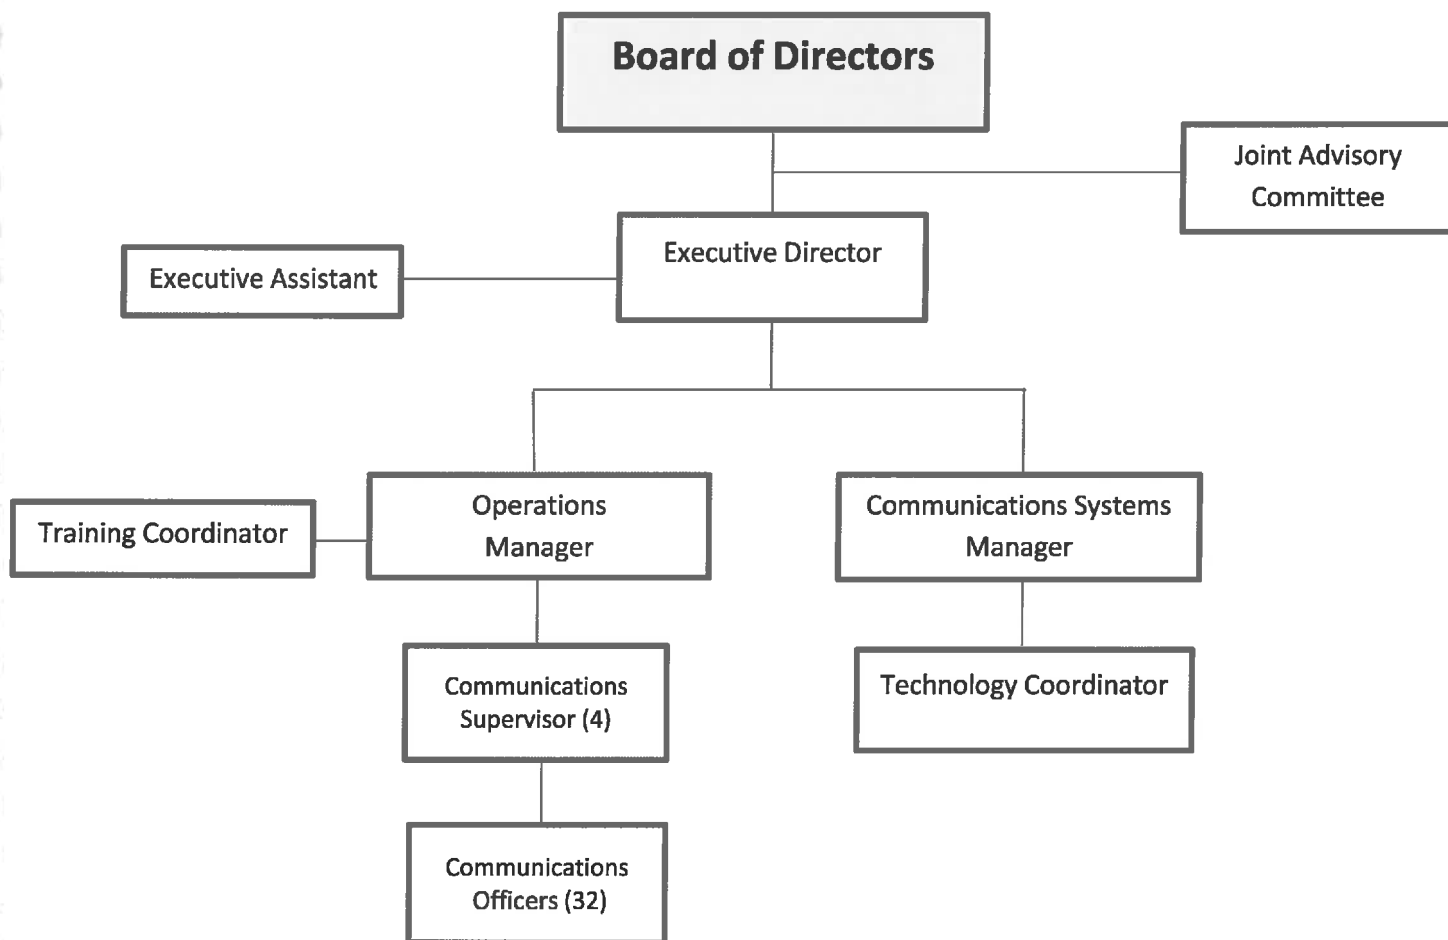 Board of Directors
Joint Advisory
Committee
Executive Director
Executive Assistant
Operations
Manager
Communications Systems
Manager
Training Coordinator
Communications
Supervisor (4)
Technology Coordinator
Communications
Officers (32)